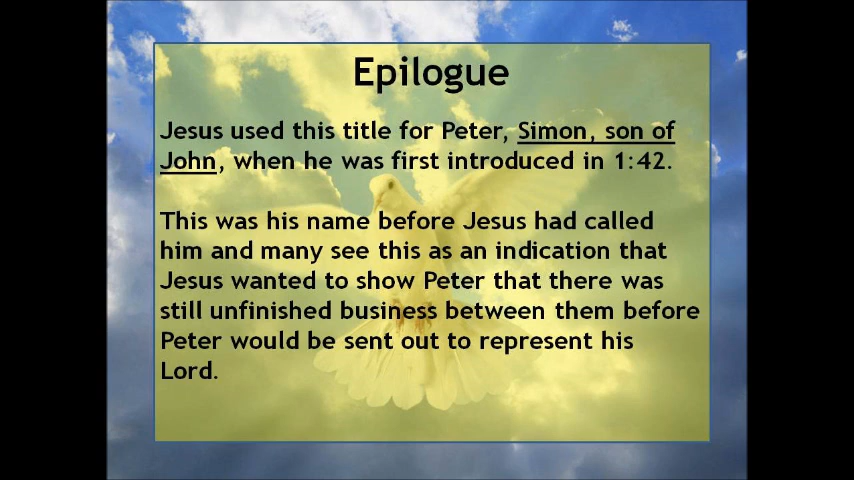 Epilogue
Jesus used this title for Peter, Simon, son of
John, when he was first introduced in 1:42.
This was his name before Jesus had called
him and many see this as an indication that
Jesus wanted to show Peter that there was
still unfinished business between them before
Peter would be sent out to represent his
Lord.